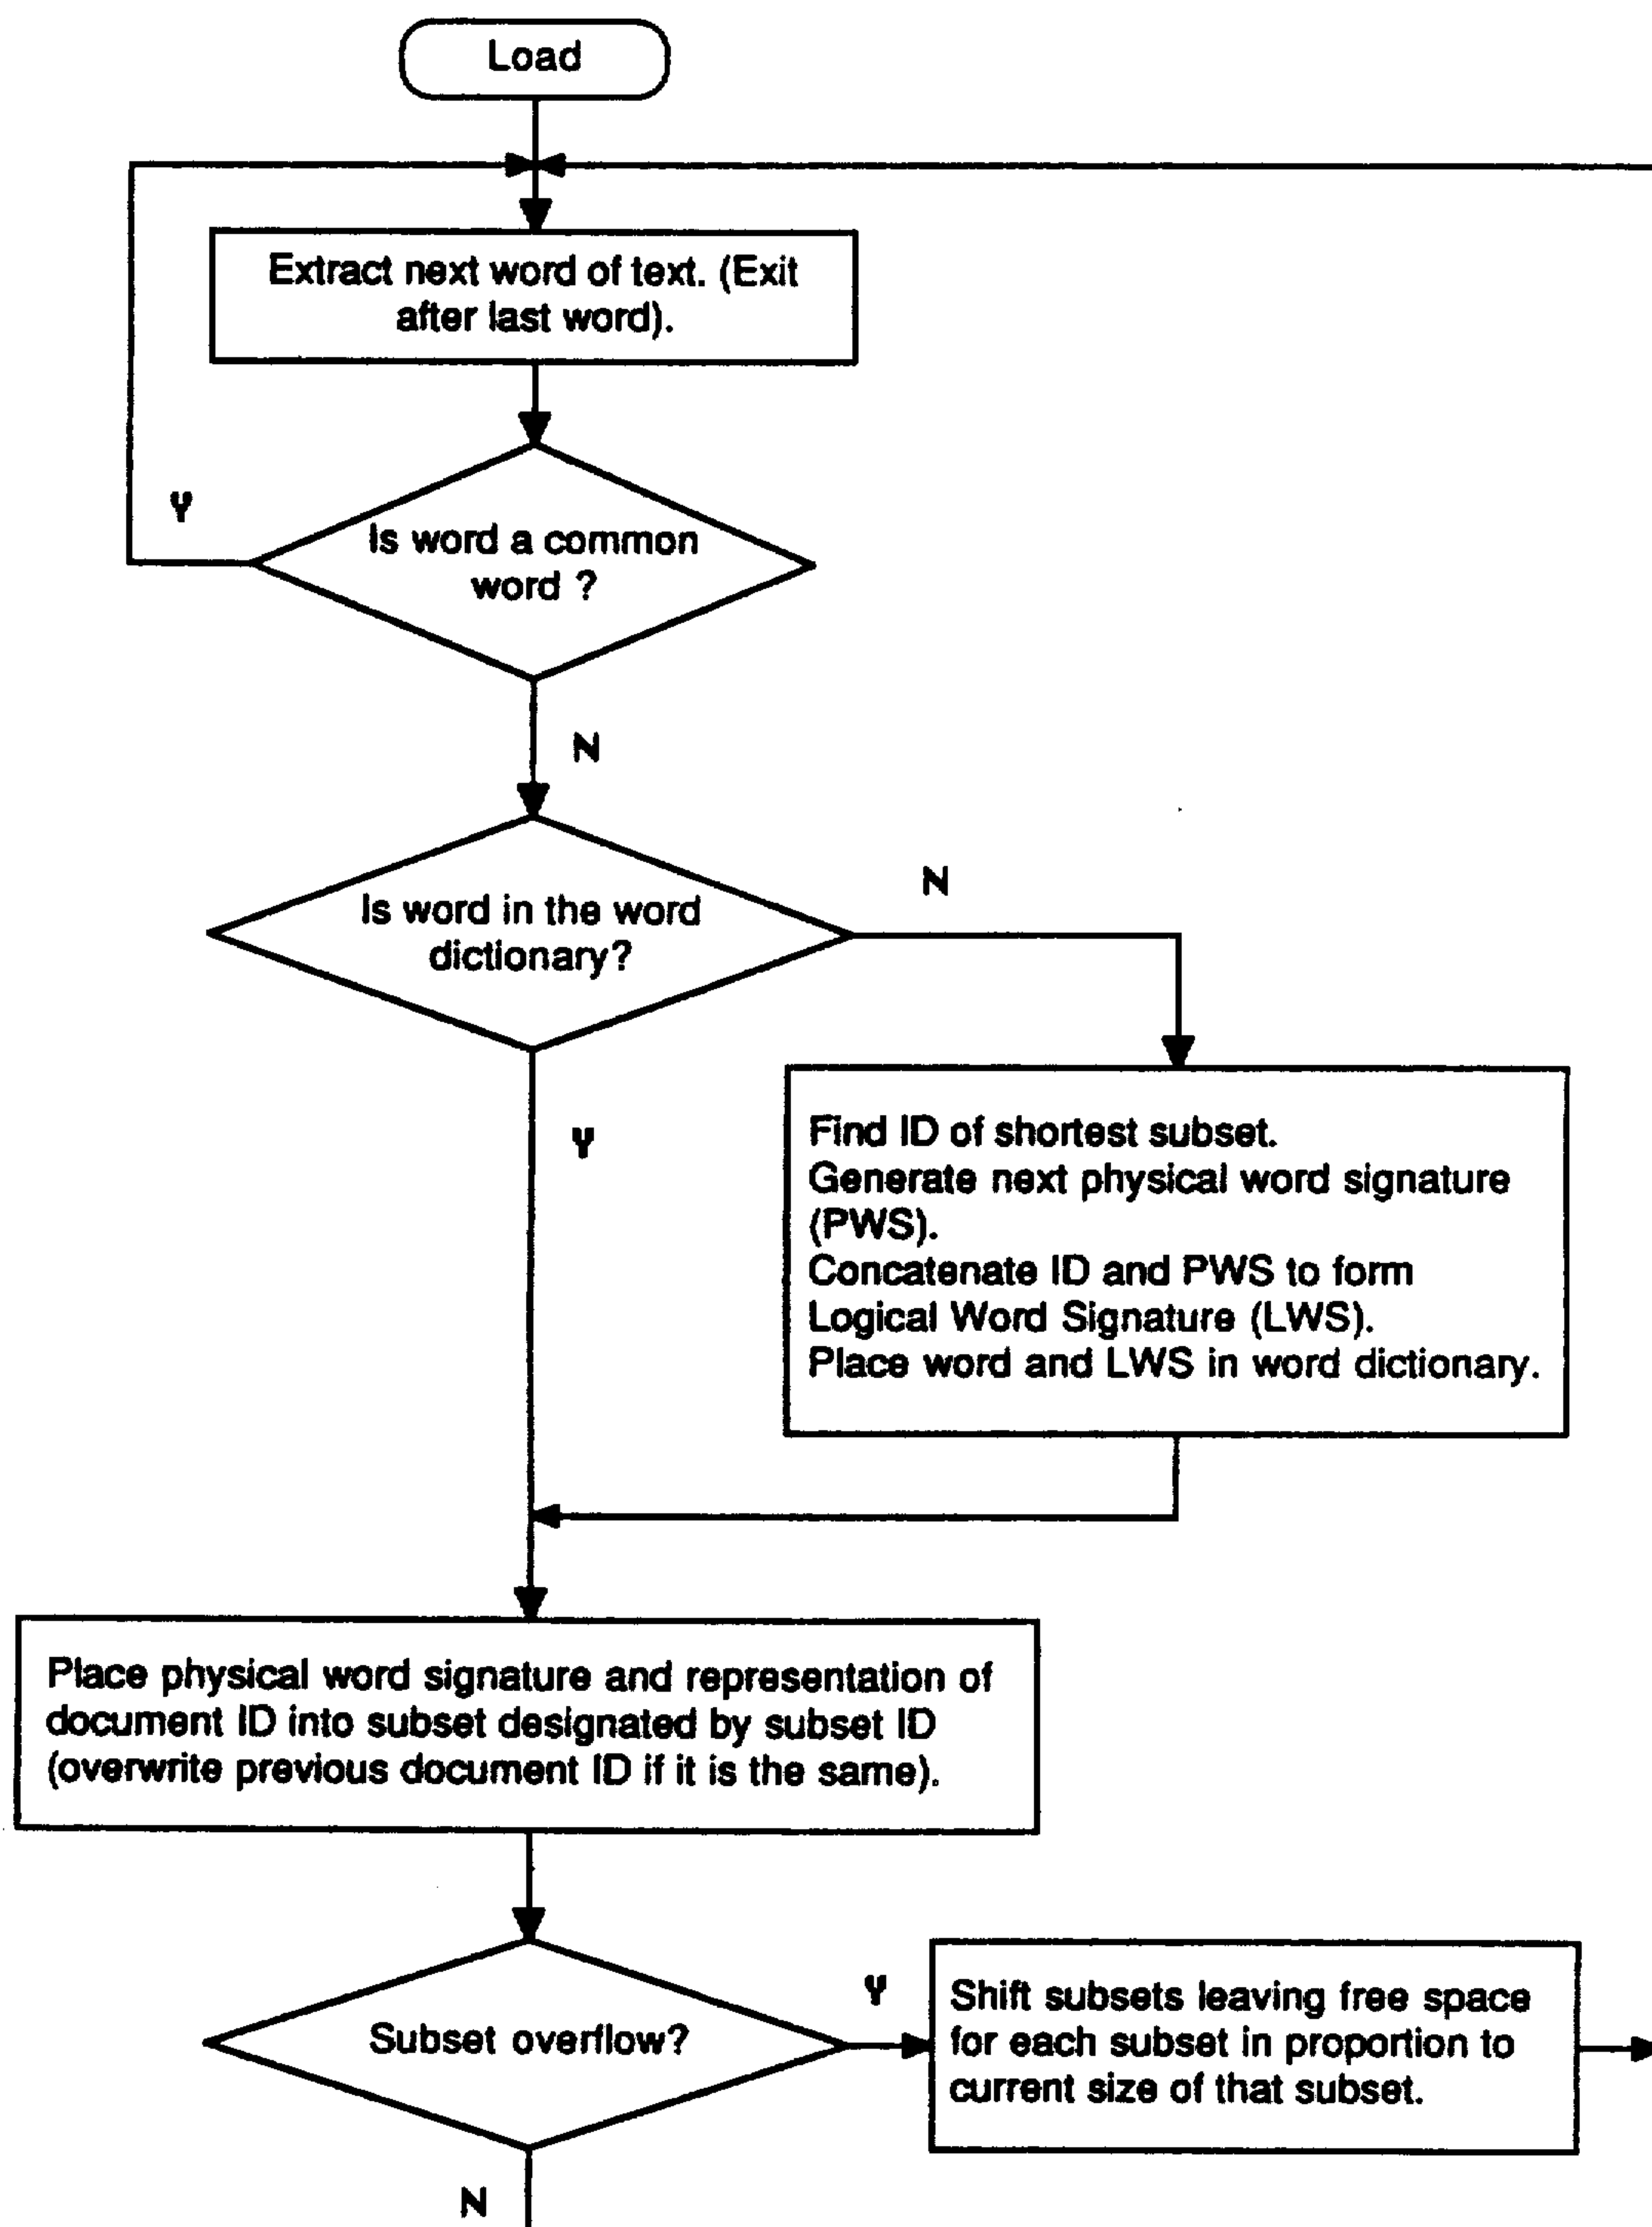 Load
Extract next word of text. (Exit
after last word).
Y
Is word a common
word ?
N
Is word in the word
dictionary?
N
Y
Find ID of shortest subset.
Generate next physical word signature
(PWS).
Concatenate ID and PWS to form
Logical Word Signature (LWS).
Place word and LWS in word dictionary.
Place physical word signature and representation of
document ID into subset designated by subset ID
(overwrite previous document ID if it is the same).
Subset overflow?
Y
Shift subsets leaving free space
for each subset in proportion to
current size of that subset.
N